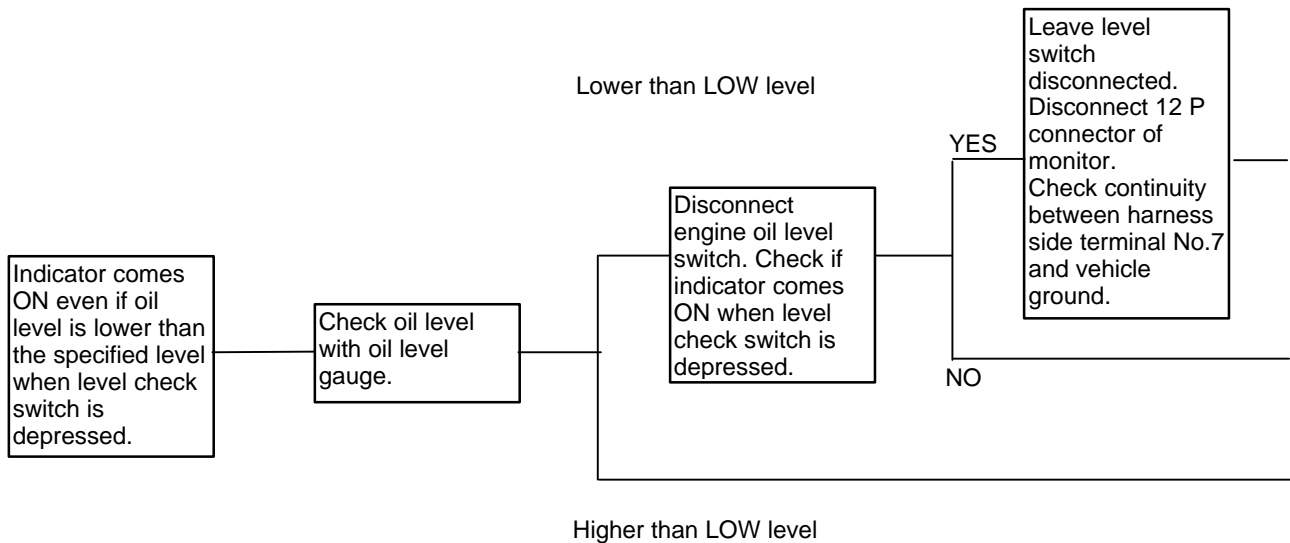 Indicator comes
ON even if oil
level is lower than
the specified level
when level check
switch is
depressed.
Check oil level
with oil level
gauge.
Lower than LOW level
Higher than LOW level
Disconnect
engine oil level
switch. Check if
indicator comes
ON when level
check switch is
depressed.
YES
NO
Leave level
switch
disconnected.
Disconnect 12 P
connector of
monitor.
Check continuity
between harness
side terminal No.7
and vehicle
ground.